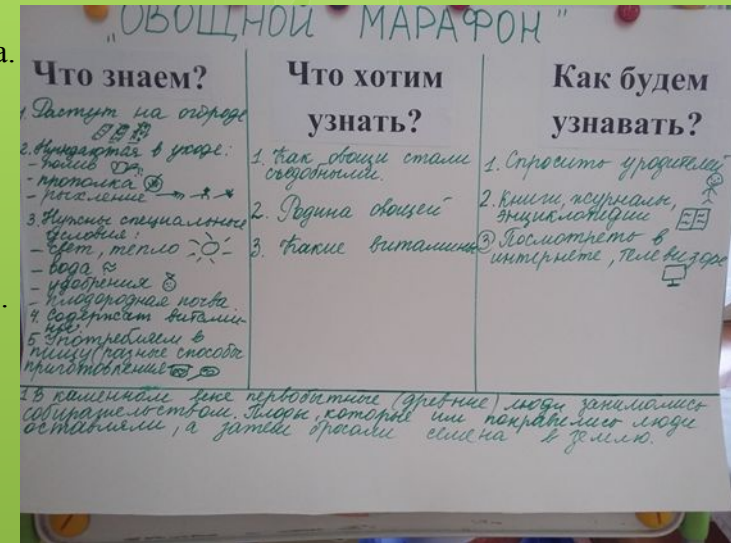 а.
.
„ОВОЩНОЙ МАРАФОН"
Что знаем?
1. Растут на огороде
2. Нуждаются в уходе:
- полив
- прополка
- рыхление
3. Нужны специальные
условия:
- свет, тепло
- вода
- удобрения
- плодородная почва
4. Содержат витами-
ны.
5. Употребляем в
пищу (разные способы
приготовления
Что хотим
узнать?
1. Как овощи стали
съедобными.
2. Родина овощей
3. Какие витамины
Как будем
узнавать?
1. Спросить у родителей
2. Книги, журналы,
энциклопедии
3 Посмотреть в
интернете, телевизоре
1 В каменном веке первобытные (древние) люди занимались
собирательством. Плоды, которые им понравились люди
оставляли, а затем бросали семена в землю.